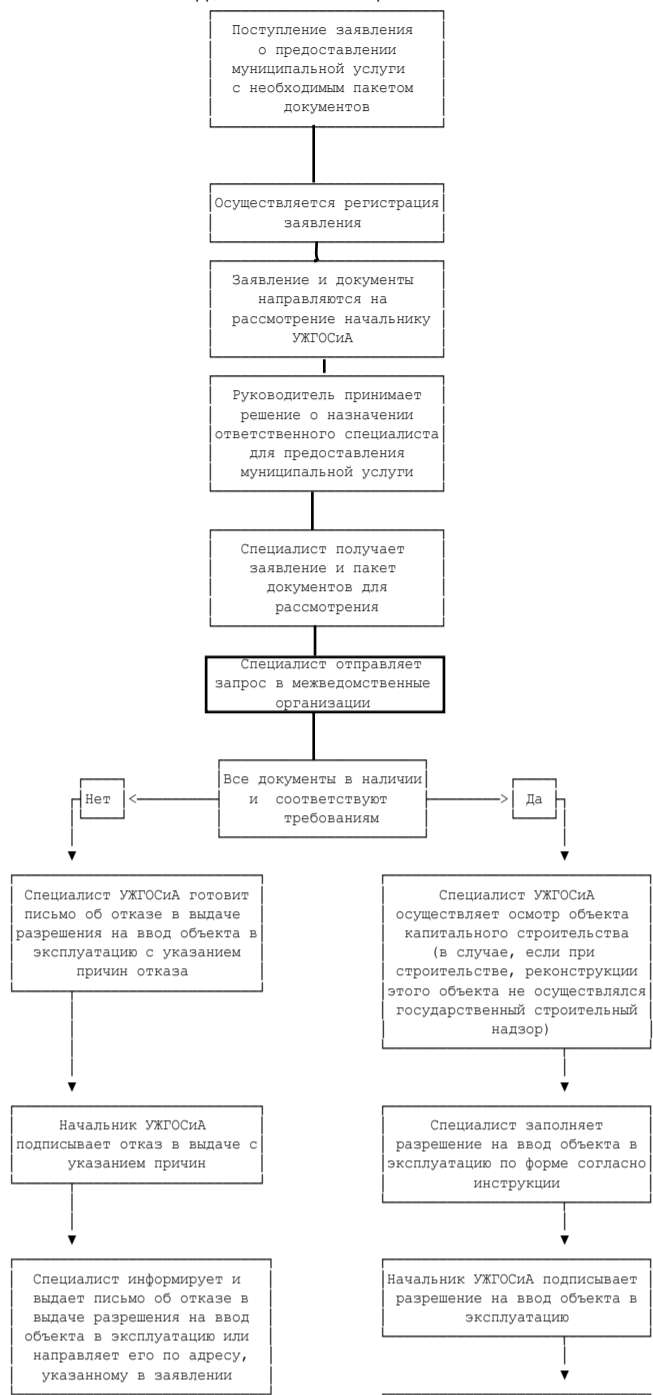 Поступление заявления
о предоставлении
муниципальной услуги
с необходимым пакетом
документов
Осуществляется регистрация
заявления
Заявление и документы
направляются на
рассмотрение начальнику
УЖГОСиА
Руководитель принимает
решение о назначении
ответственного специалиста
для предоставления
муниципальной услуги
Специалист получает
заявление и пакет
документов для
рассмотрения
Специалист отправляет
запрос в межведомственные
организации
Все документы в наличии
и соответствуют
требованиям
Нет
Да
Специалист УЖГОСиА готовит
письмо об отказе в выдаче
разрешения на ввод объекта в
эксплуатацию с указанием
причин отказа
Специалист УЖГОСиА
осуществляет осмотр объекта
капитального строительства
(в случае, если при
строительстве, реконструкции
этого объекта не осуществлялся
государственный строительный
надзор)
Начальник УЖГОСиА
подписывает отказ в выдаче с
указанием причин
Специалист заполняет
разрешение на ввод объекта в
эксплуатацию по форме согласно
инструкции
Специалист информирует и
выдает письмо об отказе в
выдаче разрешения на ввод
объекта в эксплуатацию или
направляет его по адресу,
указанному в заявлении
Начальник УЖГОСиА подписывает
разрешение на ввод объекта в
эксплуатацию